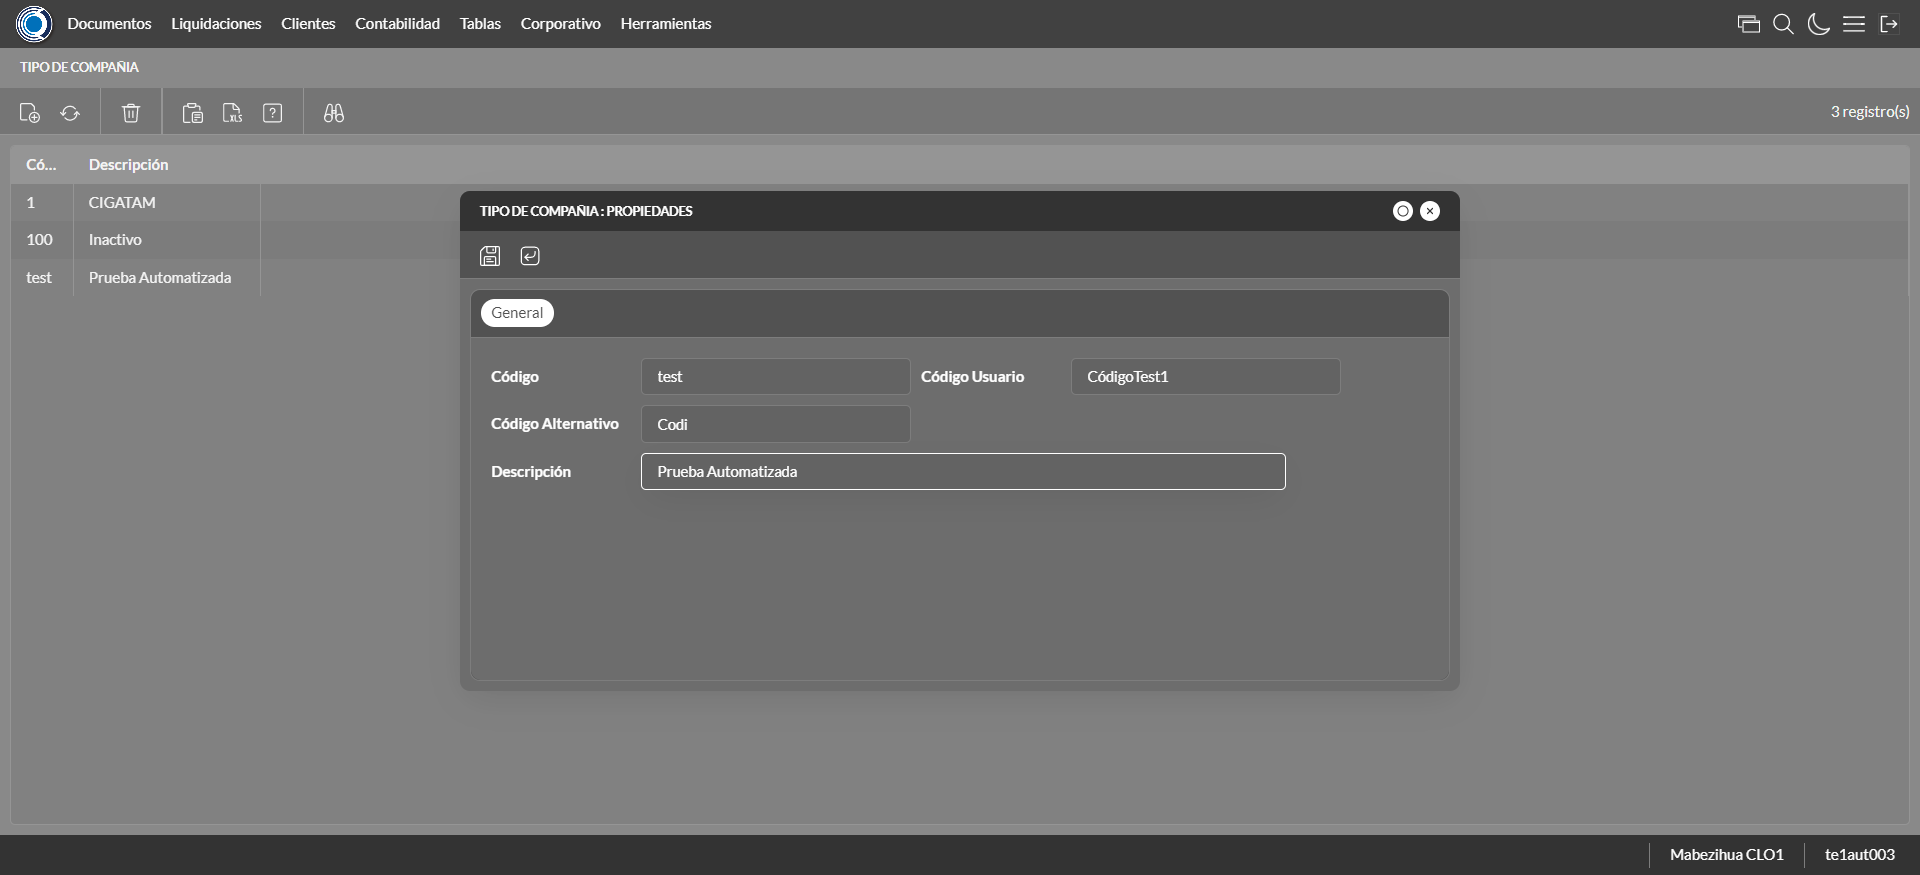 Documentos Liquidaciones Clientes Contabilidad Tablas Corporativo Herramientas
TIPO DE COMPAÑIA
XLS ? 3 registro(s)
Có... Descripción
1 CIGATAM
100 Inactivo
test Prueba Automatizada
TIPO DE COMPAÑIA : PROPIEDADES
General
Código test Código Usuario CódigoTest1
Código Alternativo Codi
Descripción Prueba Automatizada
Mabezihua CLO1 te1aut003